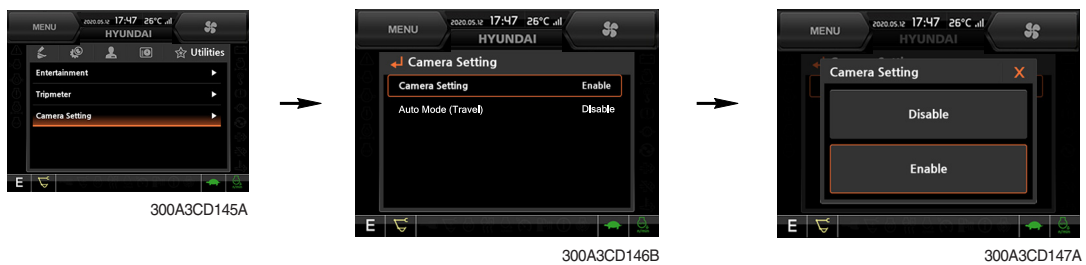 MENU
2020.05.12 17:47 26°C
HYUNDAI
Utilities
Entertainment
Tripmeter
Camera Setting
E
300A3CD145A
MENU
2020.05.12 17:47 26°C
HYUNDAI
Camera Setting
Camera Setting Enable
Auto Mode (Travel) Disable
E
300A3CD146B
MENU
2020.05.12 17:47 26°C
HYUNDAI
Camera Setting X
Disable
Enable
E
300A3CD147A